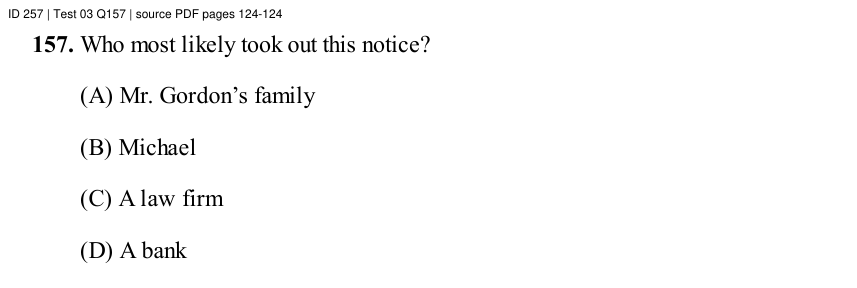 ID 257 | Test 03 Q157 | source PDF pages 124-124
157. Who most likely took out this notice?
(A) Mr. Gordon’s family
(B) Michael
(C) A law firm
(D) A bank